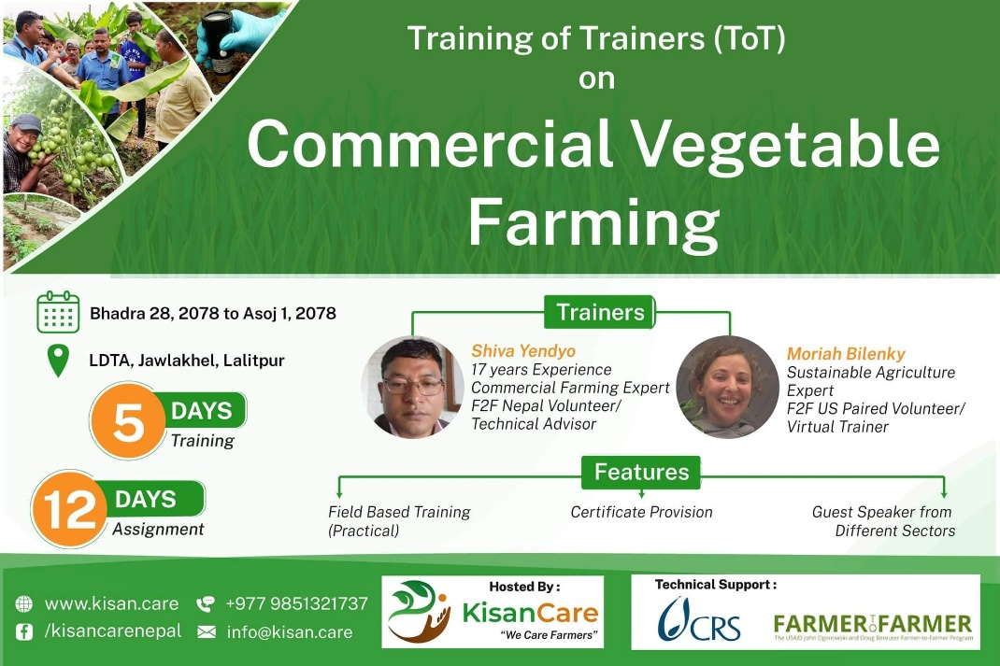 Training of Trainers (ToT)
on
Commercial Vegetable
Farming
Bhadra 28, 2078 to Asoj 1, 2078
LDTA, Jawlakhel, Lalitpur
5 DAYS
Training
12 DAYS
Assignment
Trainers
Shiva Yendyo
17 years Experience
Commercial Farming Expert
F2F Nepal Volunteer/
Technical Advisor
Moriah Bilenky
Sustainable Agriculture
Expert
F2F US Paired Volunteer/
Virtual Trainer
Features
Field Based Training
(Practical)
Certificate Provision
Guest Speaker from
Different Sectors
www.kisan.care
+977 9851321737
/kisancarenepal
info@kisan.care
Hosted By :
KisanCare
“We Care Farmers”
Technical Support :
CRS
FARMER TO FARMER
The USAID John Ogonowski and Doug Bereuter Farmer-to-Farmer Program